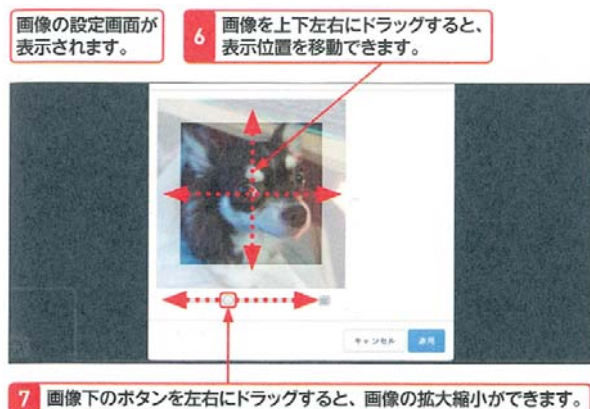 画像の設定画面が
表示されます。
6 画像を上下左右にドラッグすると、
表示位置を移動できます。
キャンセル 適用
7 画像下のボタンを左右にドラッグすると、画像の拡大縮小ができます。